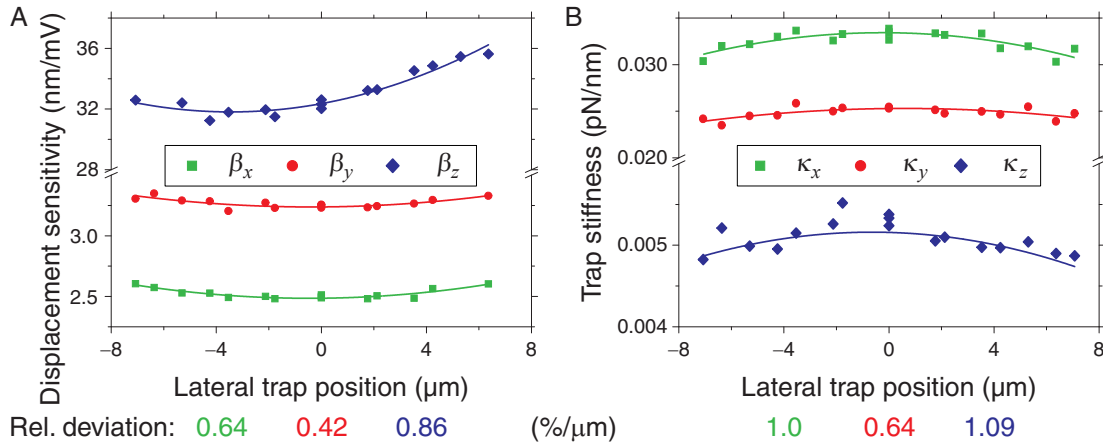 A
Displacement sensitivity (nm/mV)
36
32
28
3.25
2.5
βx βy βz
−8 −4 0 4 8
Lateral trap position (μm)
B
Trap stiffness (pN/nm)
0.030
0.020
0.005
0.004
κx κy κz
−8 −4 0 4 8
Lateral trap position (μm)
Rel. deviation: 0.64 0.42 0.86 (%/μm) 1.0 0.64 1.09